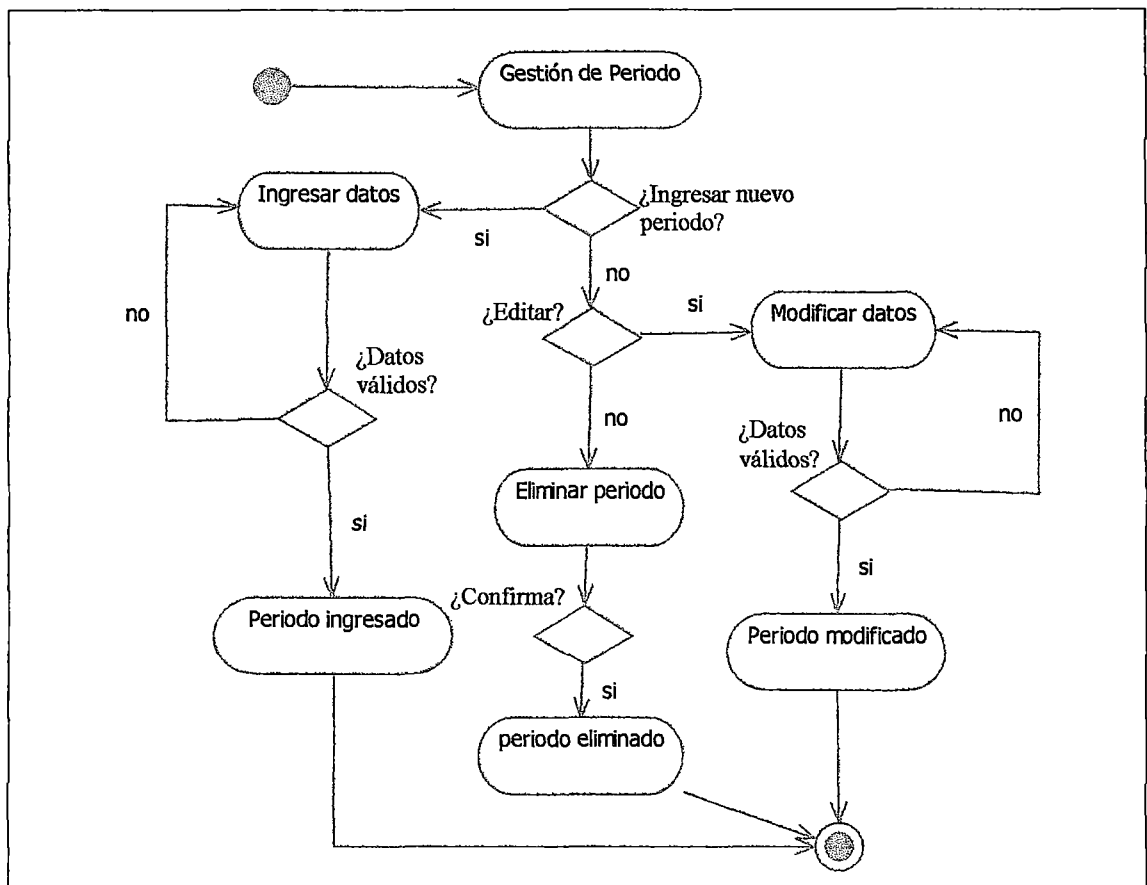 Gestión de Periodo
Ingresar datos
¿Ingresar nuevo
periodo?
si
no
¿Editar?
si
Modificar datos
no
¿Datos
válidos?
no
no
¿Datos
válidos?
Eliminar periodo
si
si
¿Confirma?
Periodo ingresado
Periodo modificado
si
periodo eliminado